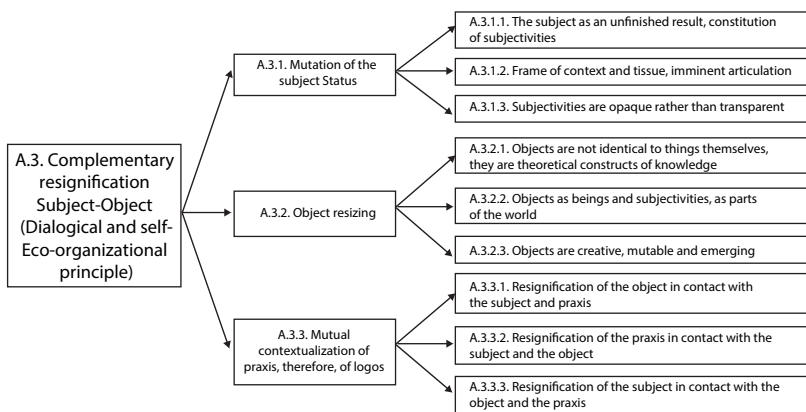 A.3. Complementary
resignification
Subject-Object
(Dialogical and self-
Eco-organizational
principle)
A.3.1. Mutation of the
subject Status
A.3.1.1. The subject as an unfinished result, constitution
of subjectivities
A.3.1.2. Frame of context and tissue, imminent articulation
A.3.1.3. Subjectivities are opaque rather than transparent
A.3.2. Object resizing
A.3.2.1. Objects are not identical to things themselves,
they are theoretical constructs of knowledge
A.3.2.2. Objects as beings and subjectivities, as parts
of the world
A.3.2.3. Objects are creative, mutable and emerging
A.3.3. Mutual
contextualization of
praxis, therefore, of logos
A.3.3.1. Resignification of the object in contact with
the subject and praxis
A.3.3.2. Resignification of the praxis in contact with the
subject and the object
A.3.3.3. Resignification of the subject in contact with the
object and the praxis